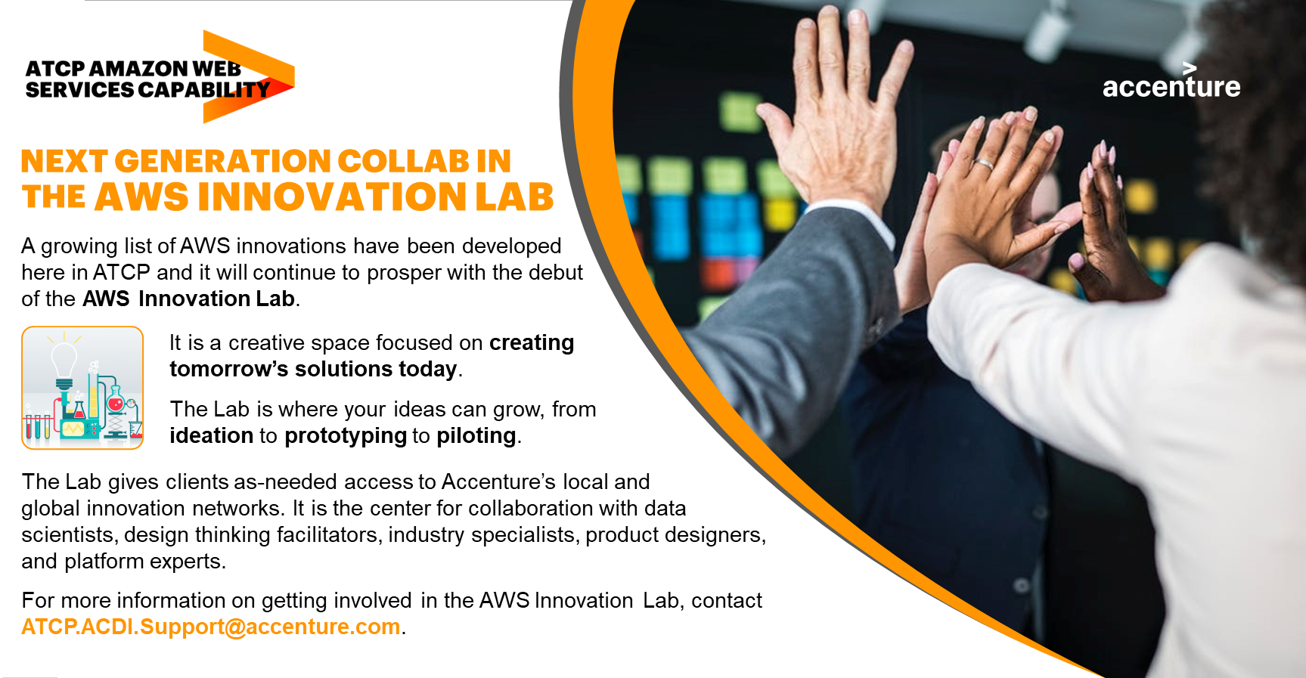 ATCP AMAZON WEB
SERVICES CAPABILITY
>
accenture
NEXT GENERATION COLLAB IN
THE AWS INNOVATION LAB
A growing list of AWS innovations have been developed
here in ATCP and it will continue to prosper with the debut
of the AWS Innovation Lab.
It is a creative space focused on creating
tomorrow's solutions today.
The Lab is where your ideas can grow, from
ideation to prototyping to piloting.
The Lab gives clients as-needed access to Accenture's local and
global innovation networks. It is the center for collaboration with data
scientists, design thinking facilitators, industry specialists, product designers,
and platform experts.
For more information on getting involved in the AWS Innovation Lab, contact
ATCP.ACDI.Support@accenture.com.